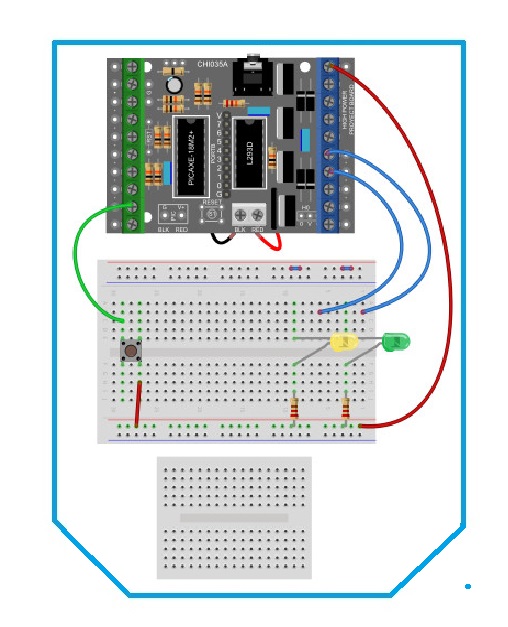 CHI035A
HIGH POWER
PROJECT BOARD
PICAXE-18M2+
L293D
PORTB
V
7
6
5
4
3
2
1
0
G
RESET
BLK RED
BLK RED